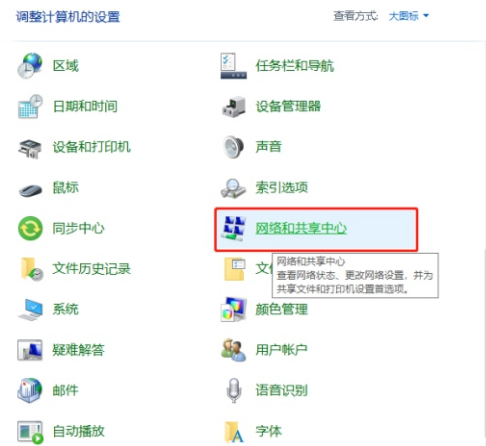 调整计算机的设置
查看方式: 大图标
区域
任务栏和导航
日期和时间
设备管理器
设备和打印机
声音
鼠标
索引选项
同步中心
网络和共享中心
文件历史记录
文
网络和共享中心
查看网络状态、更改网络设置，并为
共享文件和打印机设置首选项。
系统
颜色管理
疑难解答
用户帐户
邮件
语音识别
自动播放
字体